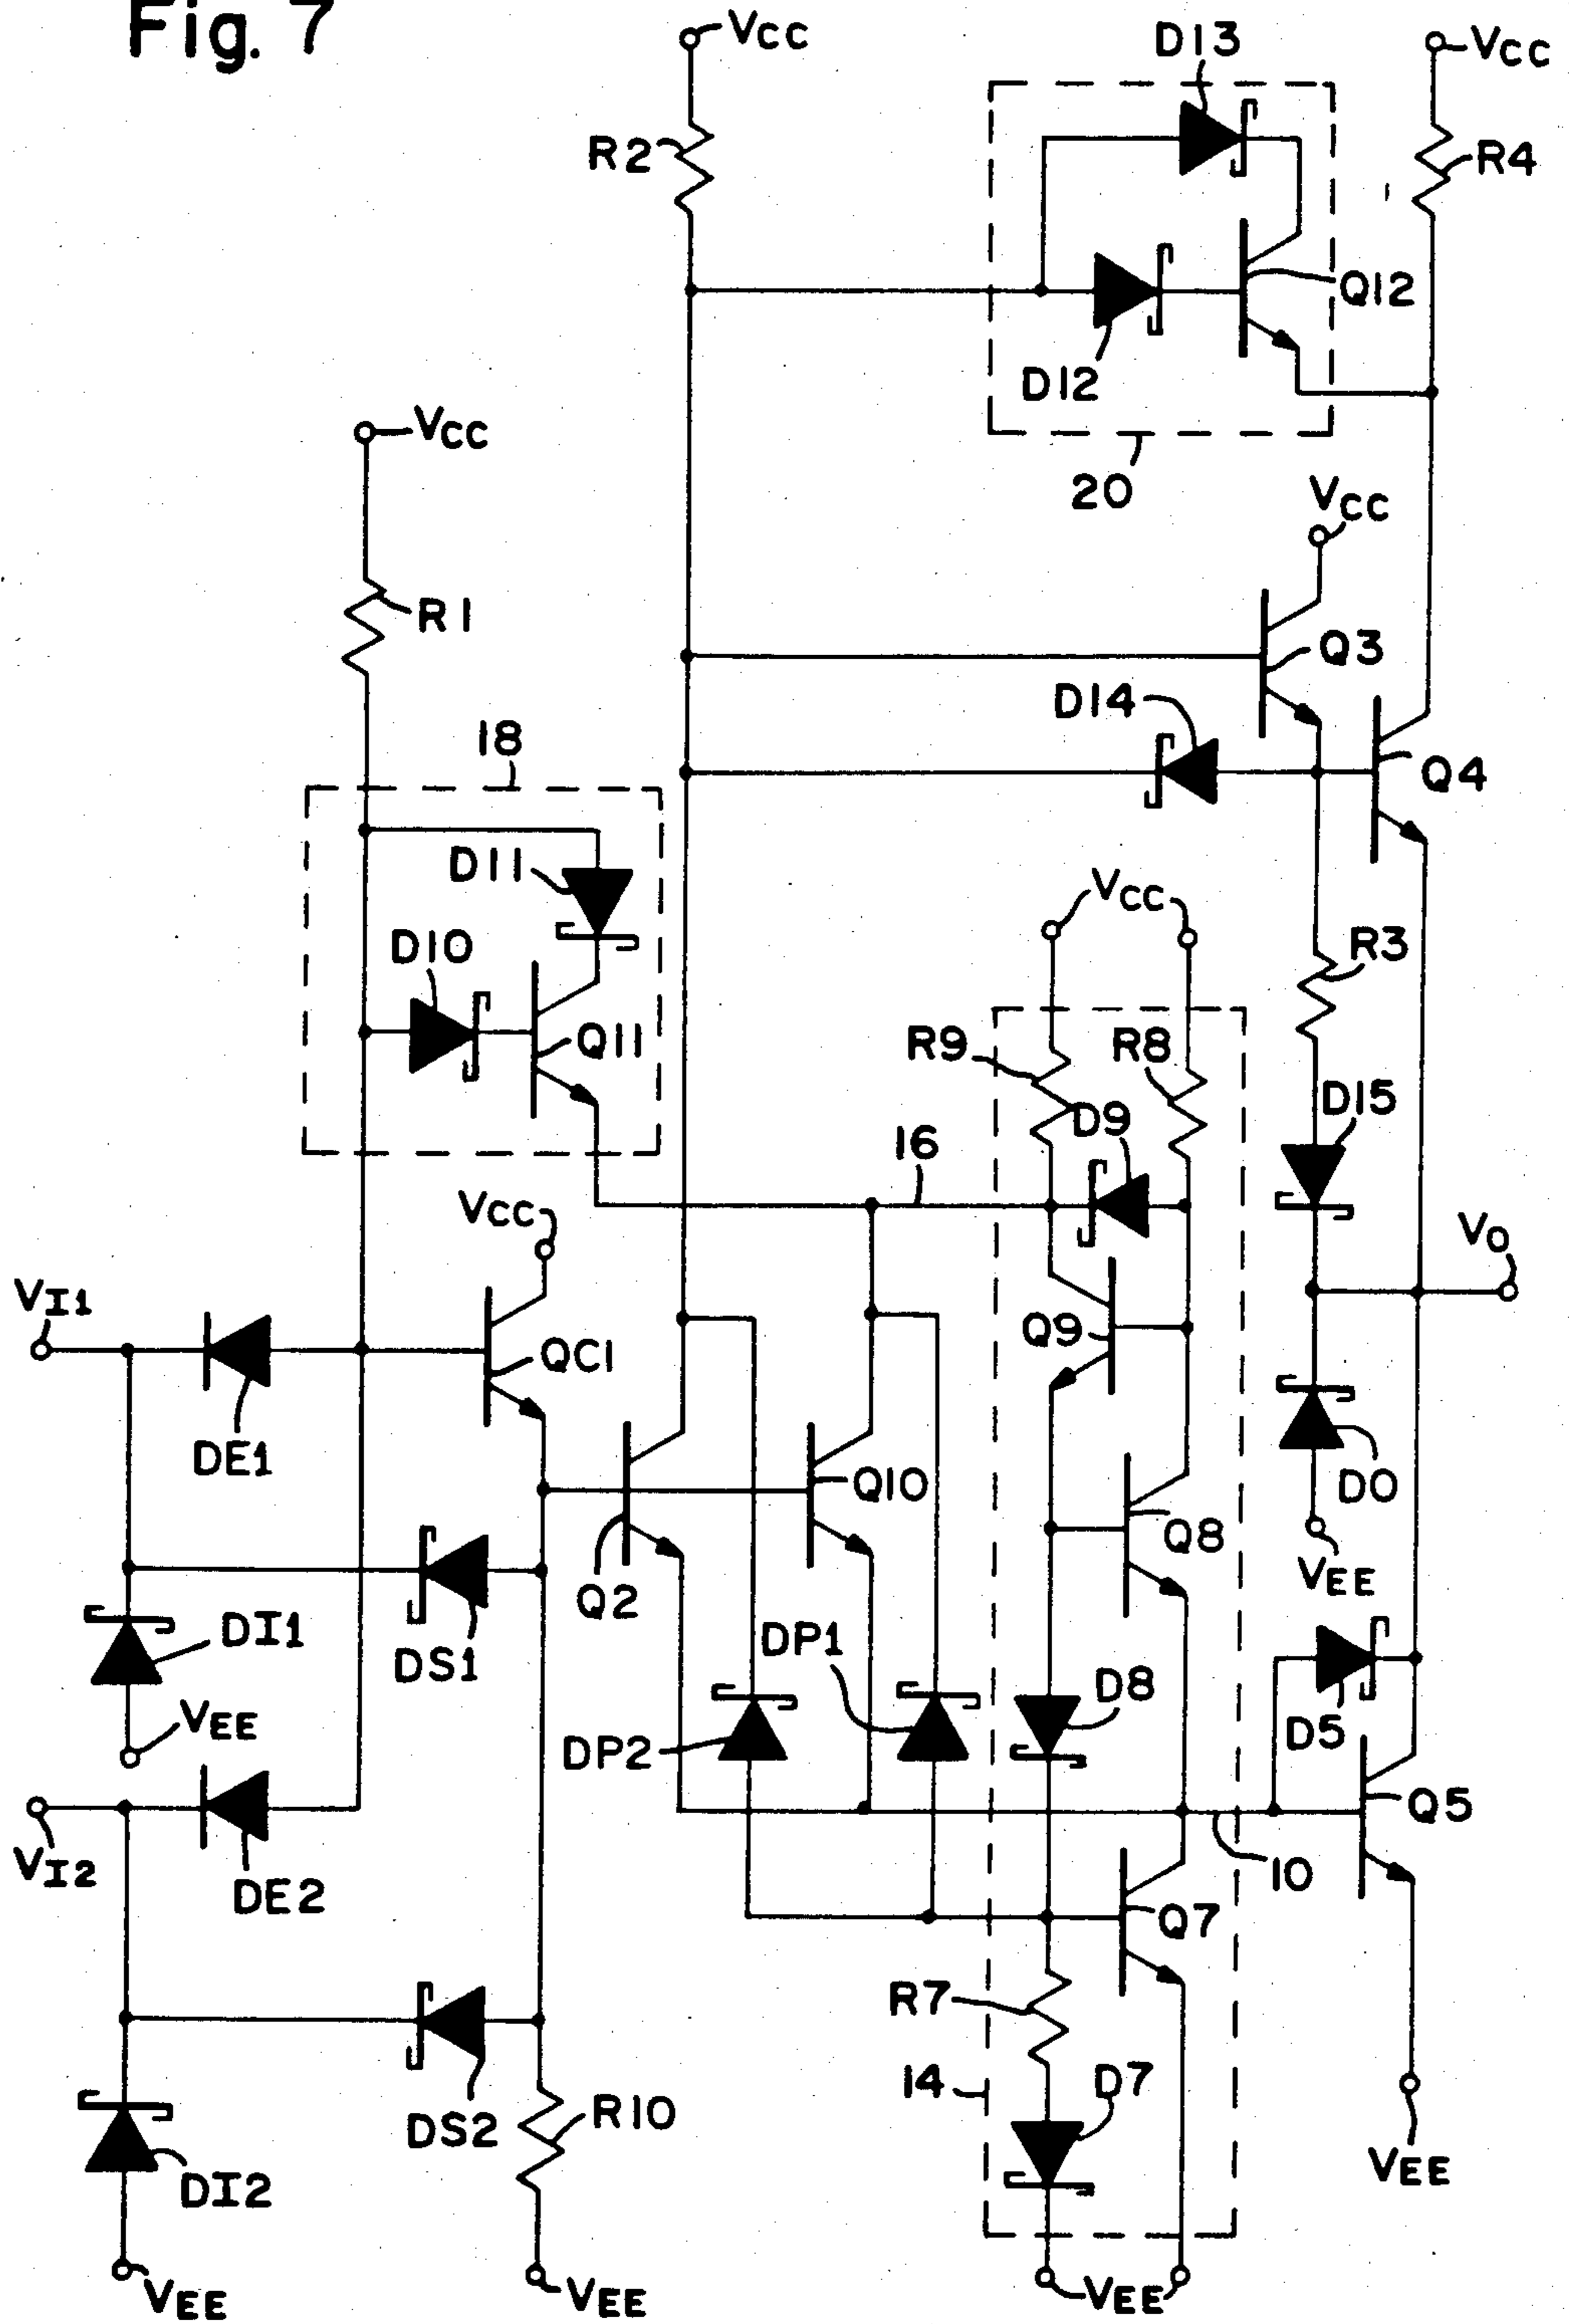 Fig. 7
VCC
D13
VCC
R2
R4
Q12
D12
VCC
20
VCC
R1
Q3
D14
18
Q4
D11
VCC
D10
R3
Q11
R9
R8
D15
D9
16
VCC
VO
VI1
Q9
QC1
DE1
Q10
DO
Q8
VEE
Q2
DI1
DS1
DP1
D8
VEE
D5
DP2
Q5
VI2
10
DE2
Q7
R7
14
D7
DS2
R10
VEE
DI2
VEE
VEE
VEE